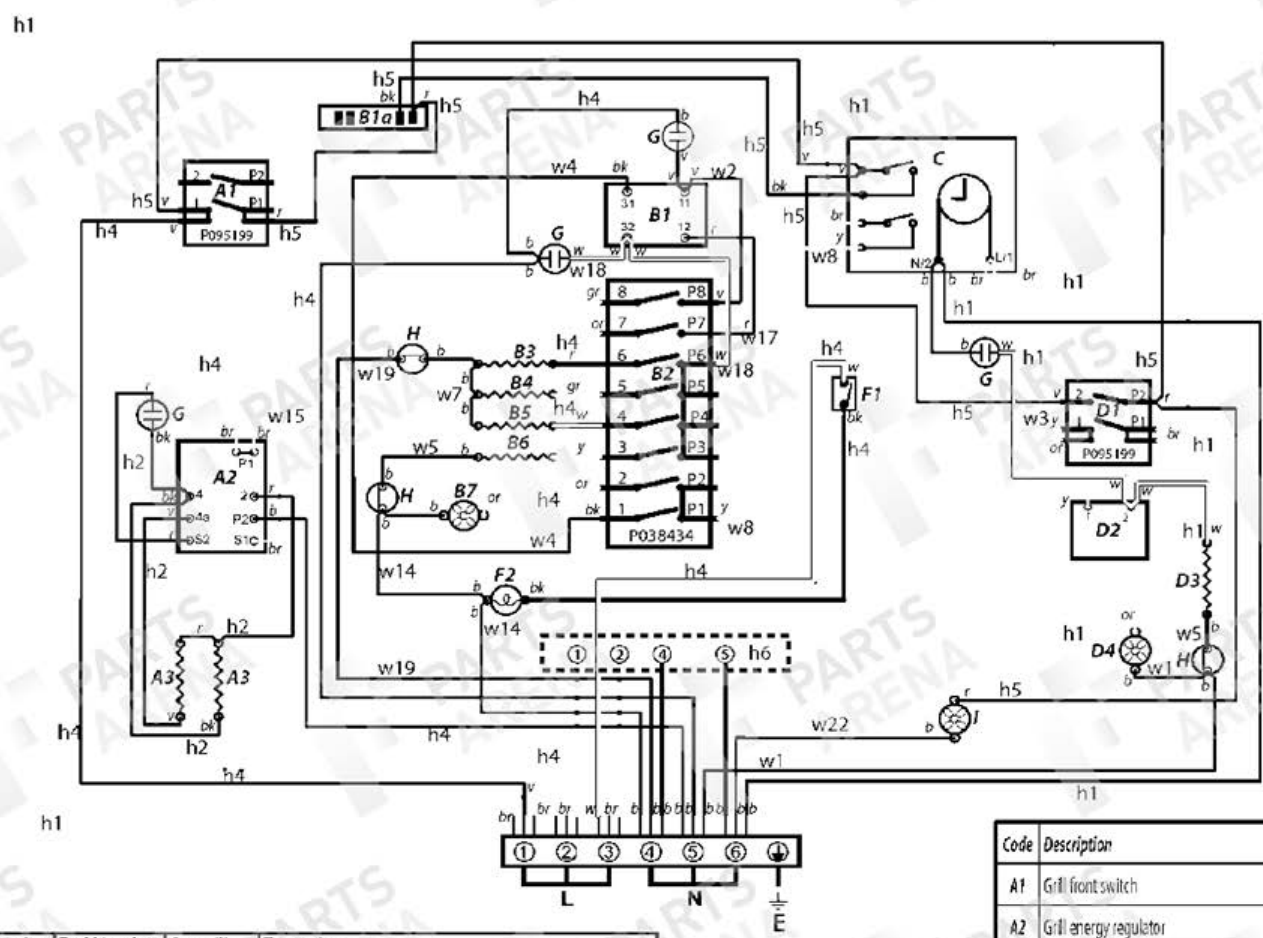 h1
h5
bk
r
h5
B1a
h4
b
G
v
h5
h1
h5
w4
bk
v
v
w2
31
11
B1
32
12
r
v
v
C
bk
h5
br
y
w8
N/2
L/1
b
b
br
br
h1
h1
2
P2
A1
h5
v
1
P1
r
v
h4
P095199
h5
b
G
w
w
w
b
w18
h4
gr
8
P8
v
or
7
P7
r
w17
H
b
b
B3
h4
r
6
P6
w
w18
w19
b
B4
gr
5
B2
P5
w7
b
B5
h4
w
4
P4
w5
b
B6
y
3
P3
or
2
P2
h4
bk
1
P1
y
w8
P038434
w4
b
H
b
B7
or
b
h4
w
F1
bk
h4
b
G
w
h1
h5
h5
v
2
P2
r
D1
w3
y
1
P1
br
or
P095199
h1
h4
r
G
bk
w15
br
br
P1
h2
A2
bk
4
2
r
v
4a
P2
b
r
S2
S1
br
h2
r
h2
A3
A3
v
bk
h2
h4
h4
h4
w14
b
F2
bk
b
w14
h4
w
w
y
1
2
D2
h1
w
D3
or
h1
w5
b
D4
w1
H
b
b
1
2
4
5
h6
w19
h4
r
h5
b
I
w22
w1
h1
h1
v
br
br
br
w
br
b
b
b
b
b
b
b
b
b
1
2
3
4
5
6
L
N
E
Code
Description
A1
Grill front switch
A2
Grill energy regulator
PARTS
ARENA